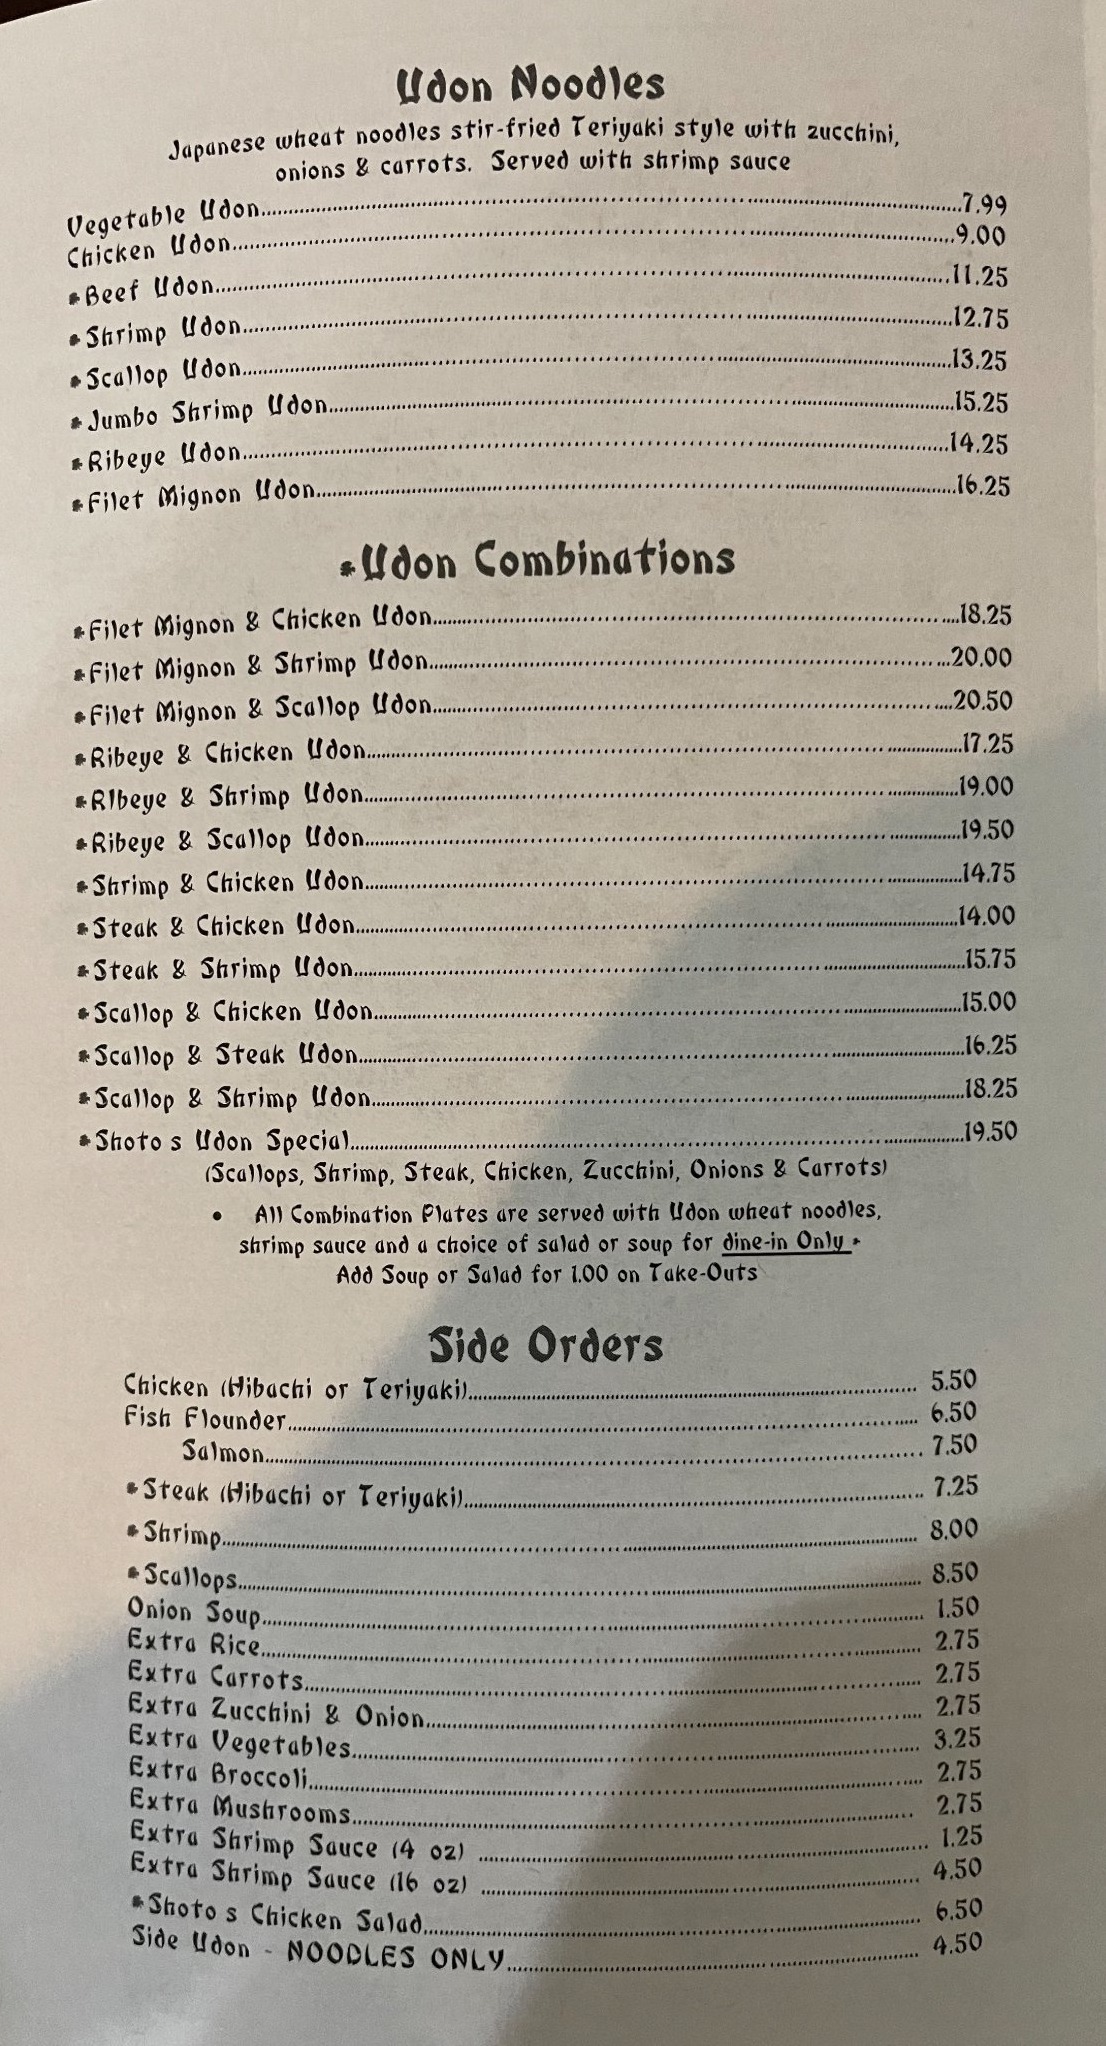 Udon Noodles
Japanese wheat noodles stir-fried Teriyaki style with zucchini,
onions & carrots. Served with shrimp sauce
Vegetable Udon 7.99
Chicken Udon 9.00
*Beef Udon 11.25
*Shrimp Udon 12.75
*Scallop Udon 13.25
*Jumbo Shrimp Udon 15.25
*Ribeye Udon 14.25
*Filet Mignon Udon 16.25
*Udon Combinations
*Filet Mignon & Chicken Udon 18.25
*Filet Mignon & Shrimp Udon 20.00
*Filet Mignon & Scallop Udon 20.50
*Ribeye & Chicken Udon 17.25
*RIbeye & Shrimp Udon 19.00
*Ribeye & Scallop Udon 19.50
*Shrimp & Chicken Udon 14.75
*Steak & Chicken Udon 14.00
*Steak & Shrimp Udon 15.75
*Scallop & Chicken Udon 15.00
*Scallop & Steak Udon 16.25
*Scallop & Shrimp Udon 18.25
*Shoto s Udon Special 19.50
(Scallops, Shrimp, Steak, Chicken, Zucchini, Onions & Carrots)
• All Combination Plates are served with Udon wheat noodles,
shrimp sauce and a choice of salad or soup for dine-in Only *
Add Soup or Salad for 1.00 on Take-Outs
Side Orders
Chicken (Hibachi or Teriyaki) 5.50
Fish Flounder 6.50
Salmon 7.50
*Steak (Hibachi or Teriyaki) 7.25
*Shrimp 8.00
*Scallops 8.50
Onion Soup 1.50
Extra Rice 2.75
Extra Carrots 2.75
Extra Zucchini & Onion 2.75
Extra Vegetables 3.25
Extra Broccoli 2.75
Extra Mushrooms 2.75
Extra Shrimp Sauce (4 oz) 1.25
Extra Shrimp Sauce (16 oz) 4.50
*Shoto s Chicken Salad 6.50
Side Udon - NOODLES ONLY 4.50